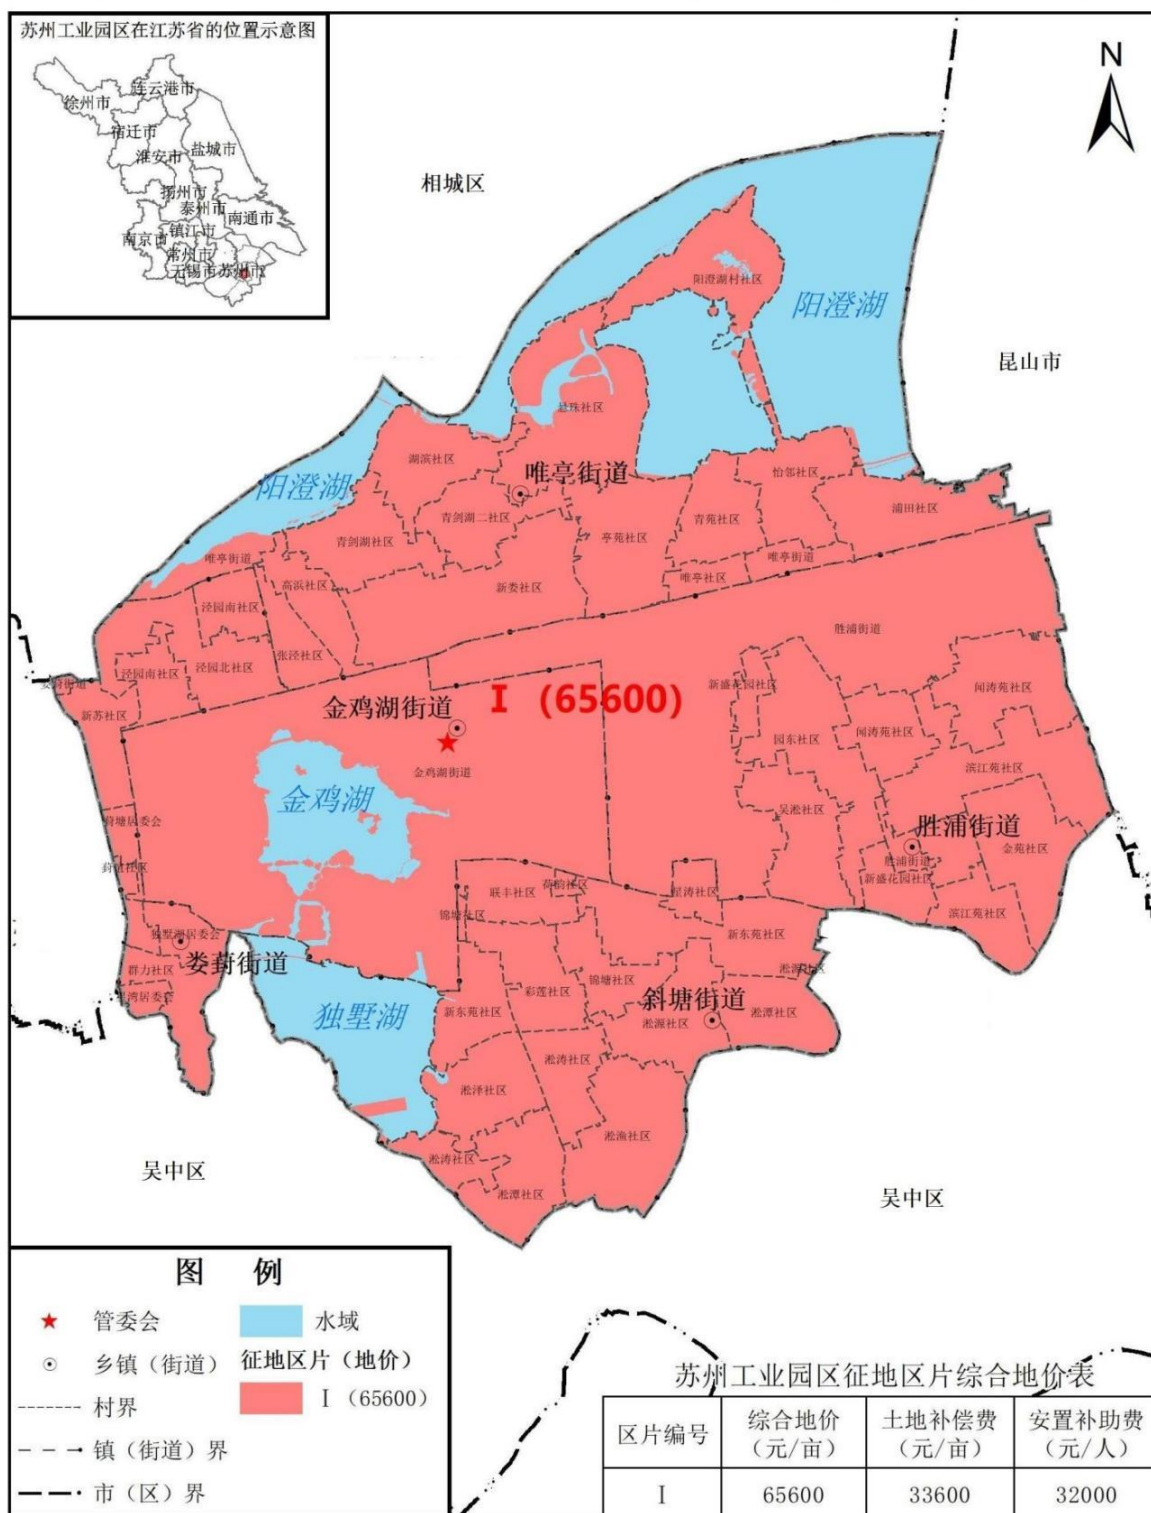 苏州工业园区在江苏省的位置示意图
连云港市
徐州市
宿迁市
淮安市
盐城市
扬州市
泰州市
南通市
南京市
镇江市
常州市
无锡市
苏州市
N
相城区
昆山市
阳澄湖村社区
阳澄湖
悬珠社区
湖滨社区
唯亭街道
怡邻社区
阳澄湖
青剑湖二社区
青苑社区
浦田社区
青剑湖社区
亭苑社区
唯亭街道
高浜社区
新娄社区
唯亭社区
唯亭街道
泾园南社区
胜浦街道
张泾社区
泾园南社区
泾园北社区
娄葑街道
新盛花园社区
闻涛苑社区
新苏社区
金鸡湖街道
I (65600)
园东社区
闻涛苑社区
金鸡湖街道
滨江苑社区
金鸡湖
吴淞社区
葑塘居委会
胜浦街道
金苑社区
胜浦街道
新盛花园社区
联丰社区
荷韵社区
星涛社区
锦塘社区
滨江苑社区
独墅湖居委会
新东苑社区
娄葑街道
群力社区
锦塘社区
彩莲社区
斜塘街道
独墅湖
新东苑社区
淞源社区
淞潭社区
淞涛社区
淞泽社区
淞渔社区
淞涛社区
淞潭社区
吴中区
吴中区
图 例
管委会
水域
乡镇（街道）
征地区片（地价）
村界
I （65600）
镇（街道）界
市（区）界
苏州工业园区征地区片综合地价表
区片编号 综合地价（元/亩） 土地补偿费（元/亩） 安置补助费（元/人）
I 65600 33600 32000